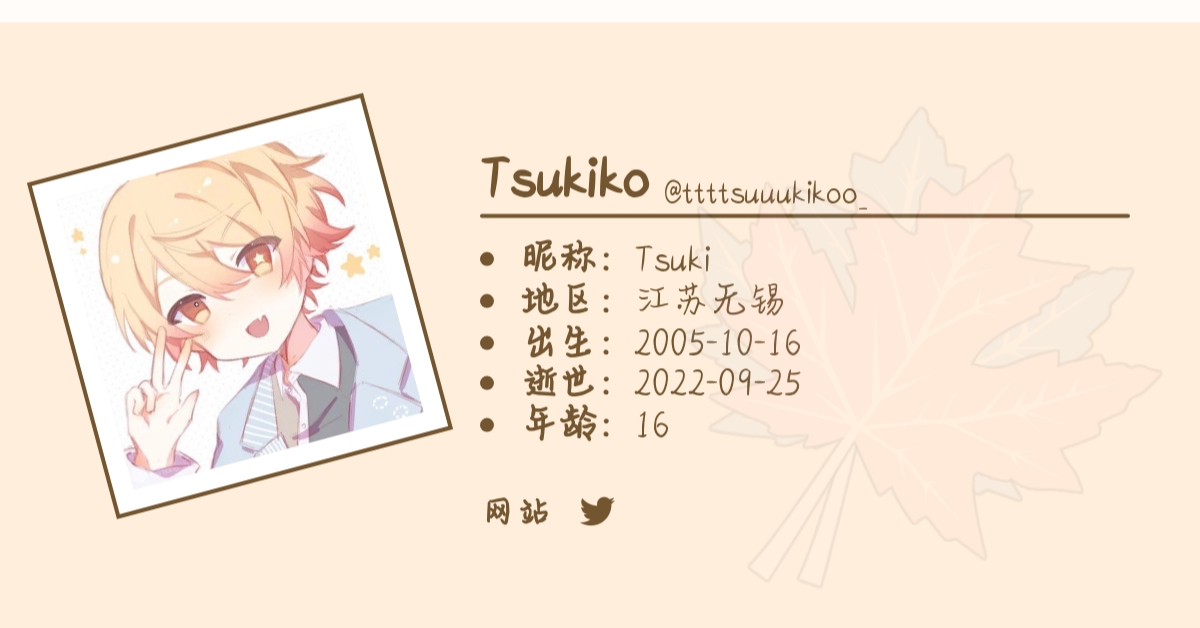 Tsukiko @ttttsuuukikoo_
• 昵称： Tsuki
• 地区： 江苏无锡
• 出生： 2005-10-16
• 逝世： 2022-09-25
• 年龄： 16
网站